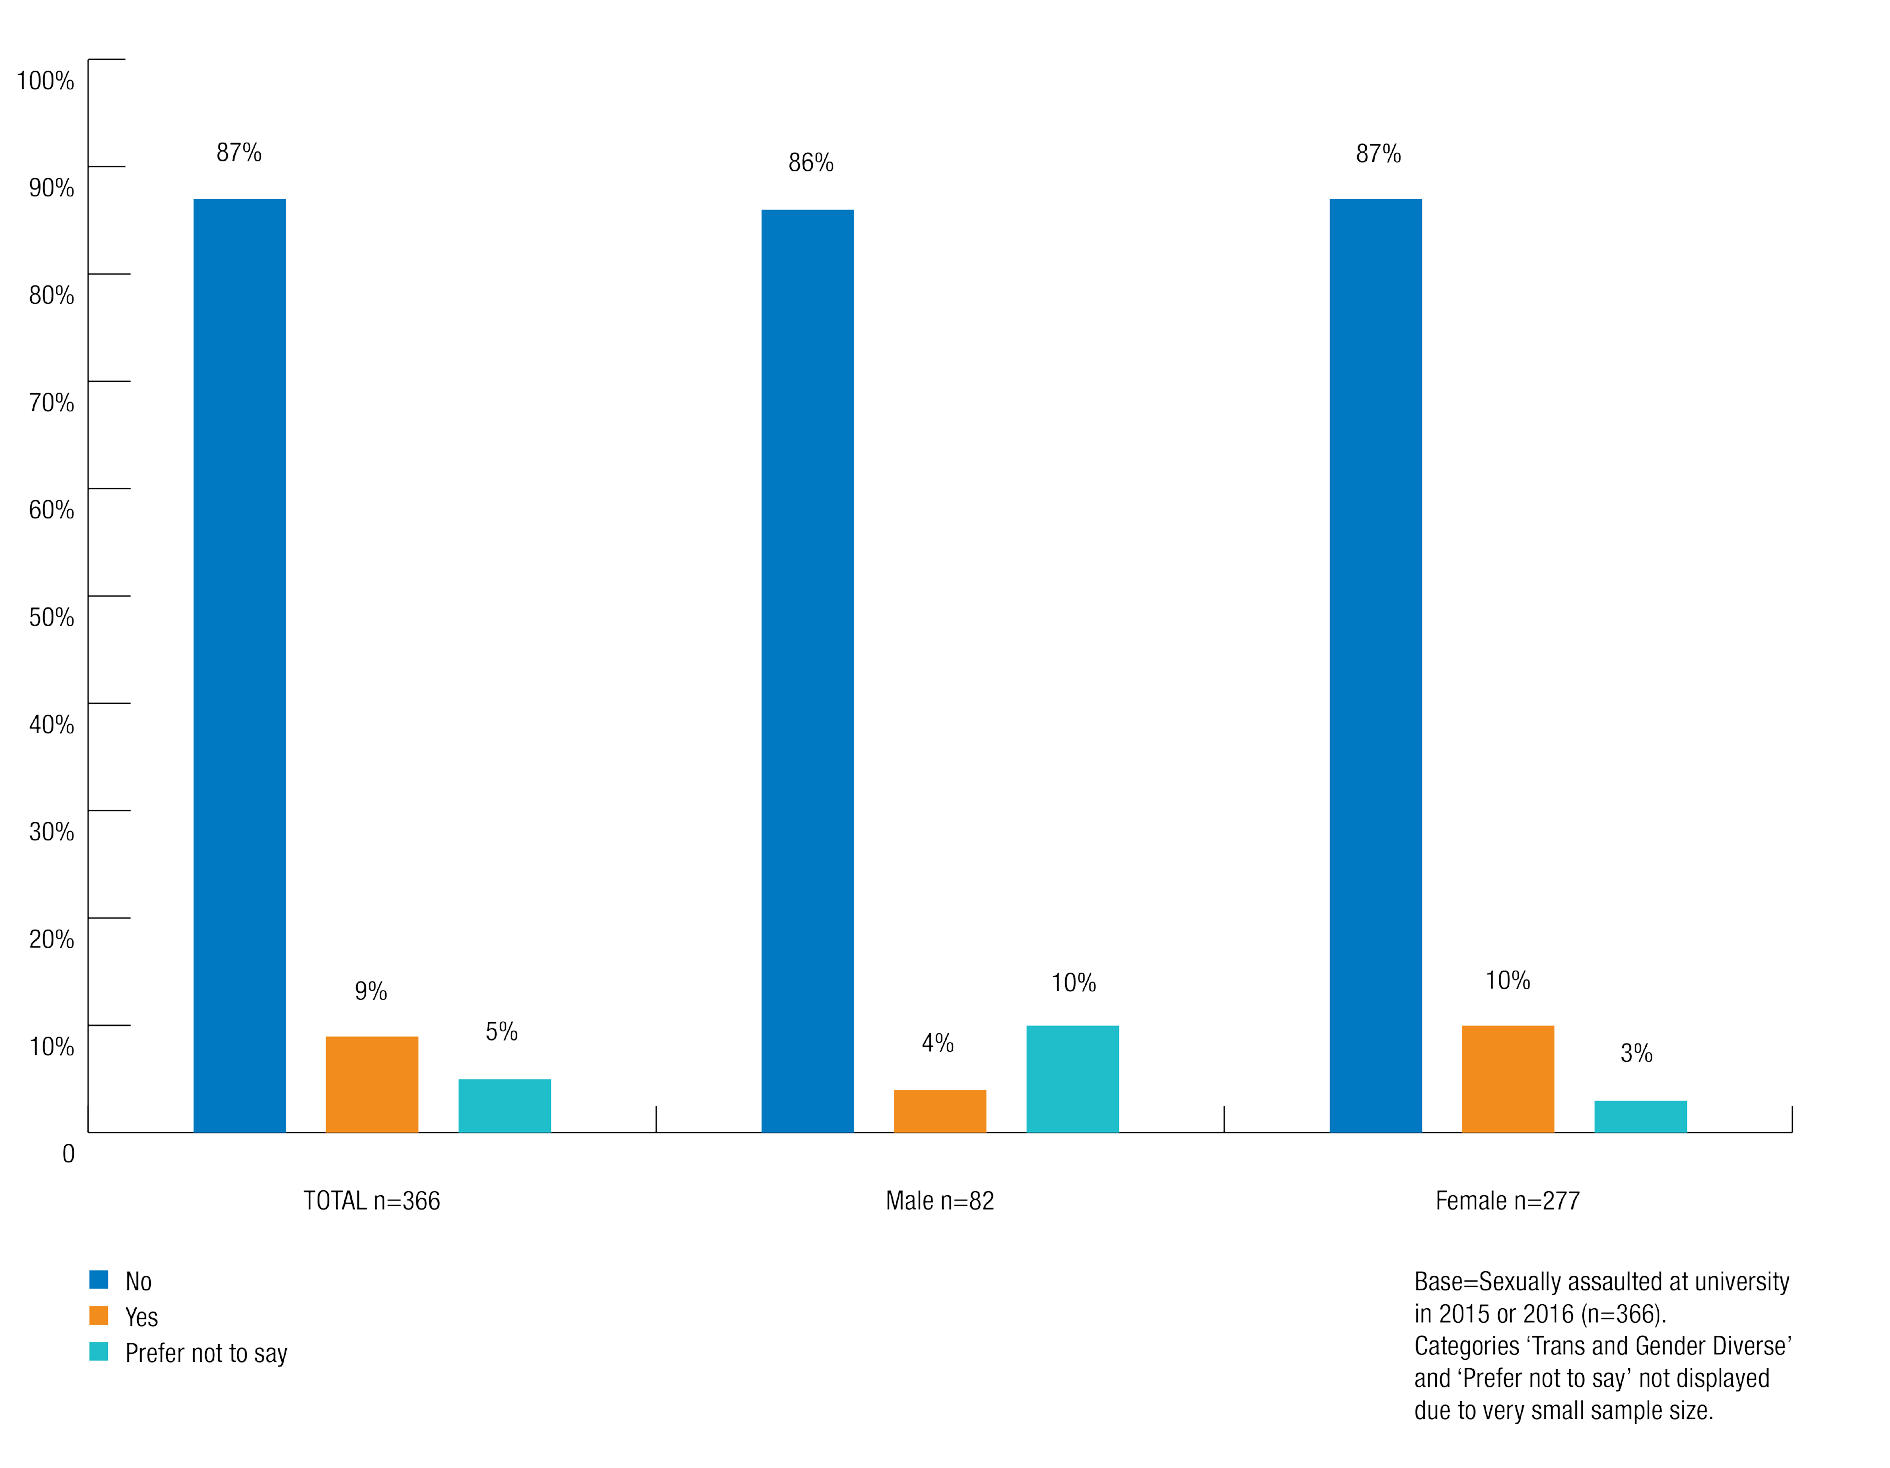 100%
90%
80%
70%
60%
50%
40%
30%
20%
10%
0
87%
9%
5%
86%
4%
10%
87%
10%
3%
TOTAL n=366
Male n=82
Female n=277
No
Yes
Prefer not to say
Base=Sexually assaulted at university
in 2015 or 2016 (n=366).
Categories ‘Trans and Gender Diverse’
and ‘Prefer not to say’ not displayed
due to very small sample size.